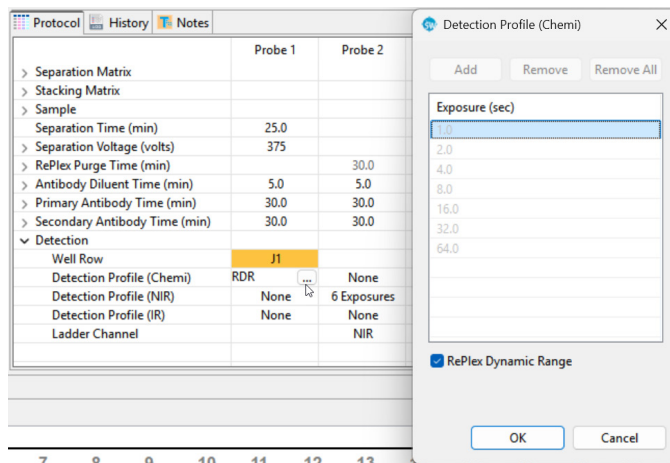 Protocol History Notes
Probe 1 Probe 2
Separation Matrix
Stacking Matrix
Sample
Separation Time (min) 25.0
Separation Voltage (volts) 375
RePlex Purge Time (min) 30.0
Antibody Diluent Time (min) 5.0 5.0
Primary Antibody Time (min) 30.0 30.0
Secondary Antibody Time (min) 30.0 30.0
Detection
Well Row J1
Detection Profile (Chemi) RDR ... None
Detection Profile (NIR) None 6 Exposures
Detection Profile (IR) None None
Ladder Channel NIR
7 8 9 10 11 12 13
Detection Profile (Chemi)
Add Remove Remove All
Exposure (sec)
1.0
2.0
4.0
8.0
16.0
32.0
64.0
RePlex Dynamic Range
OK Cancel